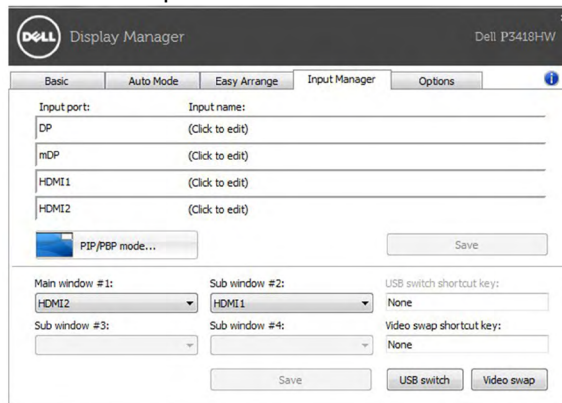 DELL Display Manager Dell P3418HW
Basic Auto Mode Easy Arrange Input Manager Options
Input port: Input name:
DP (Click to edit)
mDP (Click to edit)
HDMI1 (Click to edit)
HDMI2 (Click to edit)
PIP/PBP mode... Save
Main window #1: Sub window #2: USB switch shortcut key:
HDMI2 HDMI1 None
Sub window #3: Sub window #4: Video swap shortcut key:
None
Save USB switch Video swap